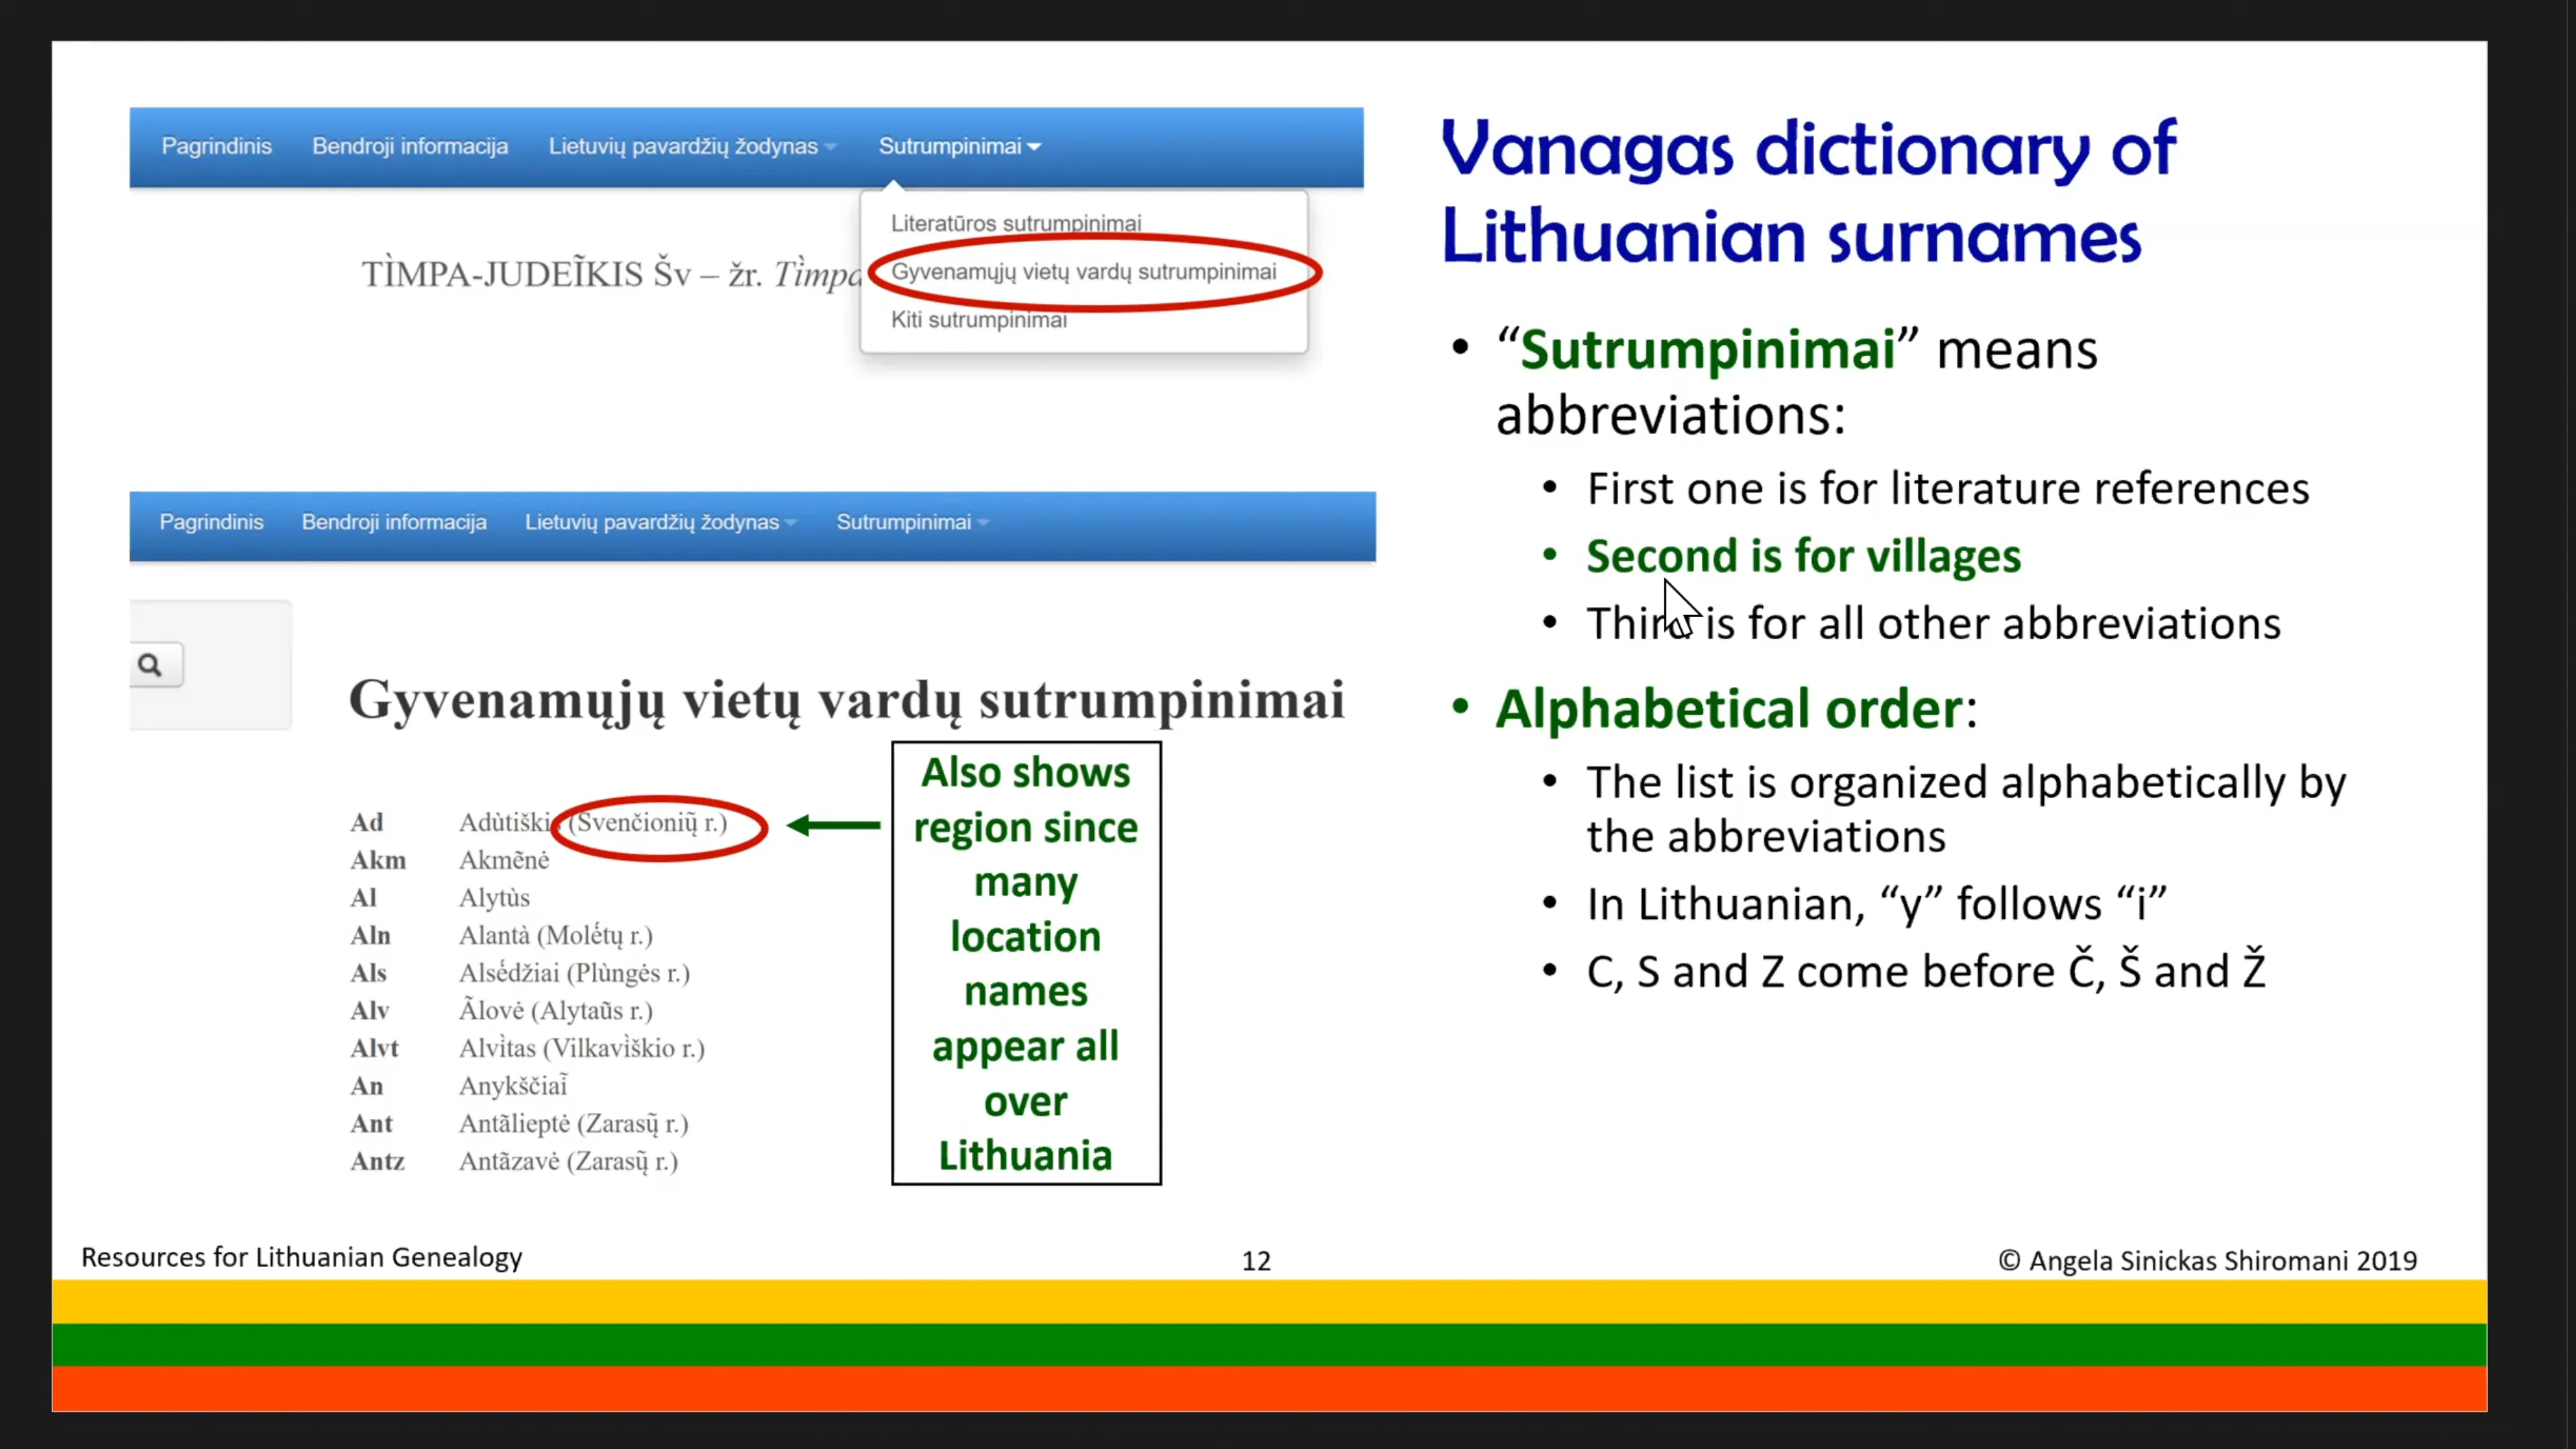 Pagrindinis Bendroji informacija Lietuvių pavardžių žodynas Sutrumpinimai
Literatūros sutrumpinimai
TÌMPA-JUDEĨKIS Šv – žr. Tìmpa
Gyvenamųjų vietų vardų sutrumpinimai
Kiti sutrumpinimai
Pagrindinis Bendroji informacija Lietuvių pavardžių žodynas Sutrumpinimai
Gyvenamųjų vietų vardų sutrumpinimai
Ad Adùtiškis (Švenčionių̃ r.)
Akm Akmẽnė
Al Alytùs
Aln Alantà (Molė́tų r.)
Als Alsė́džiai (Plùngės r.)
Alv Ãlovė (Alytaũs r.)
Alvt Alvìtas (Vilkavìškio r.)
An Anykščiaĩ
Ant Antãlieptė (Zarasų̃ r.)
Antz Antãzavė (Zarasų̃ r.)
Also shows
region since
many
location
names
appear all
over
Lithuania
Vanagas dictionary of
Lithuanian surnames
• “Sutrumpinimai” means
abbreviations:
• First one is for literature references
• Second is for villages
• Third is for all other abbreviations
• Alphabetical order:
• The list is organized alphabetically by
the abbreviations
• In Lithuanian, “y” follows “i”
• C, S and Z come before Č, Š and Ž
Resources for Lithuanian Genealogy
12
© Angela Sinickas Shiromani 2019